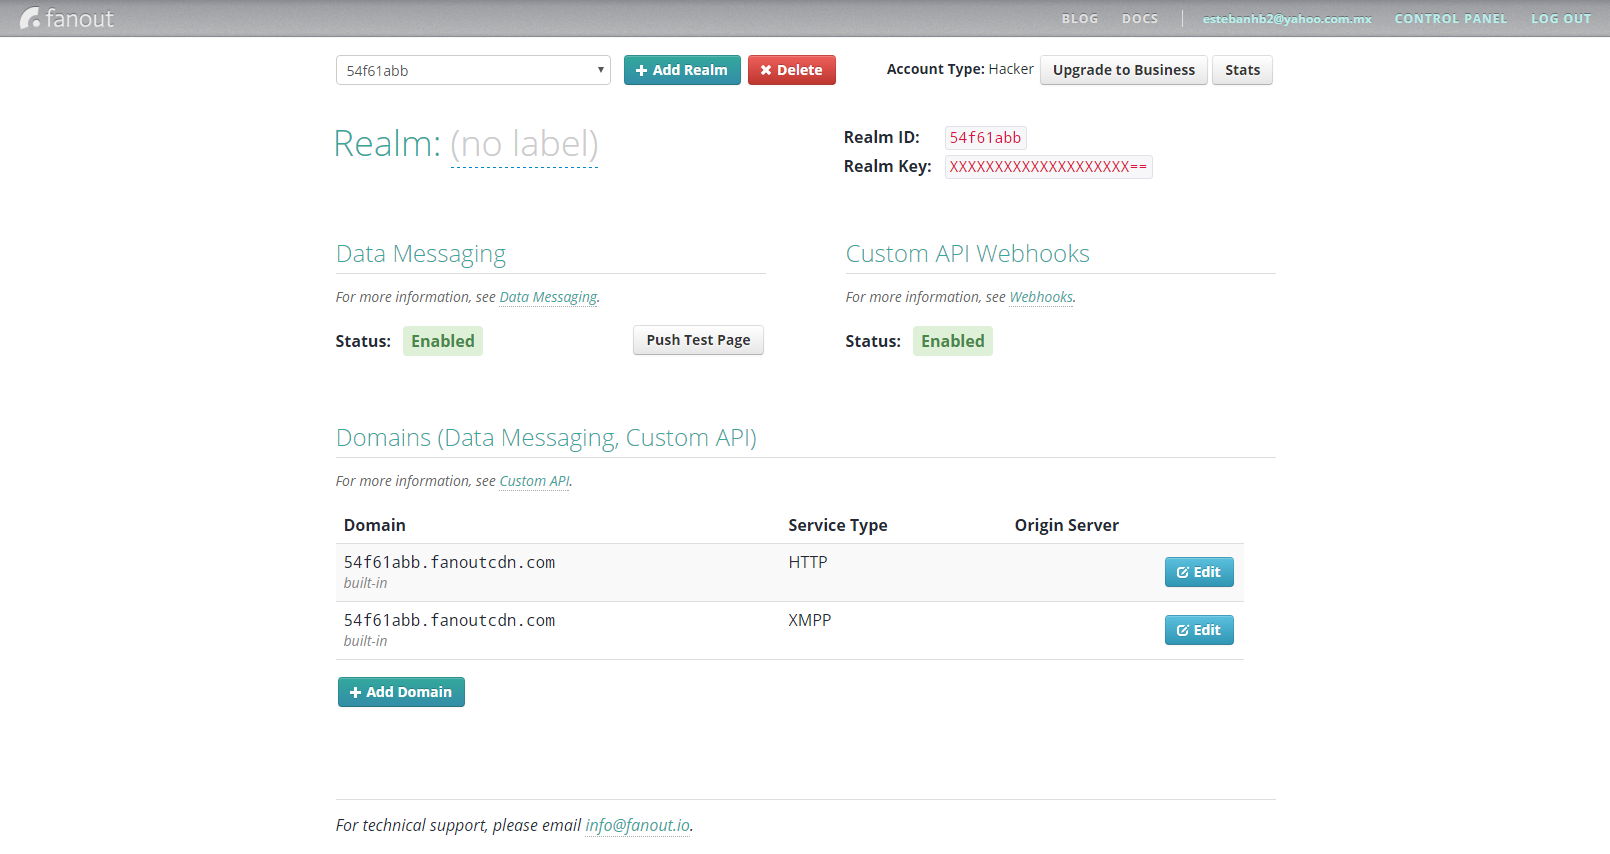 fanout BLOG DOCS estebanhb2@yahoo.com.mx CONTROL PANEL LOG OUT
54f61abb Add Realm Delete Account Type: Hacker Upgrade to Business Stats
Realm: (no label)
Realm ID: 54f61abb
Realm Key: XXXXXXXXXXXXXXXXXXXX==
Data Messaging
For more information, see Data Messaging.
Status: Enabled Push Test Page
Custom API Webhooks
For more information, see Webhooks.
Status: Enabled
Domains (Data Messaging, Custom API)
For more information, see Custom API.
Domain Service Type Origin Server
54f61abb.fanoutcdn.com HTTP Edit
built-in
54f61abb.fanoutcdn.com XMPP Edit
built-in
Add Domain
For technical support, please email info@fanout.io.